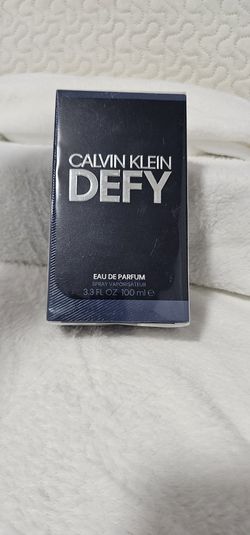 CALVIN KLEIN
DEFY
EAU DE PARFUM
SPRAY VAPORISATEUR
3.3 FL OZ 100 ml ℮